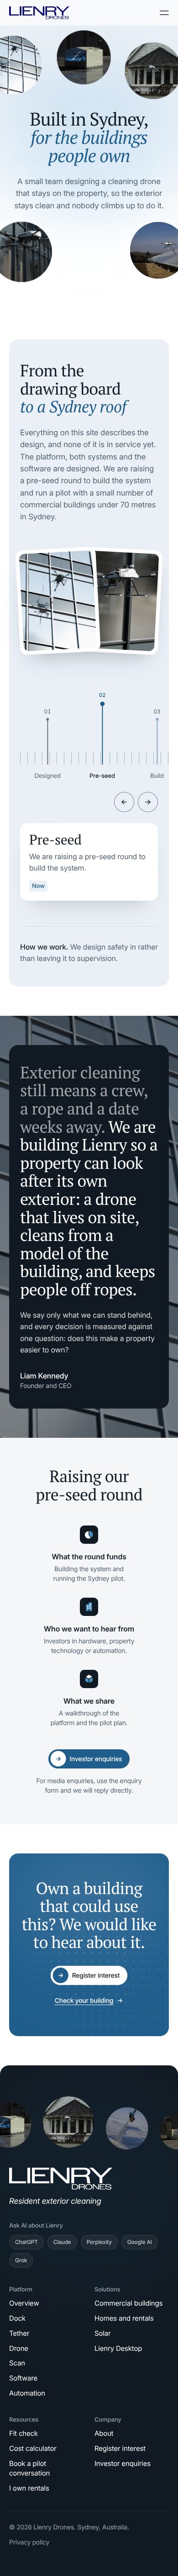 LIENRY
DRONES
Built in Sydney,
for the buildings
people own
A small team designing a cleaning drone
that stays on the property, so the exterior
stays clean and nobody climbs up to do it.
From the
drawing board
to a Sydney roof
Everything on this site describes the
design, and none of it is in service yet.
The platform, both systems and the
software are designed. We are raising
a pre-seed round to build the system
and run a pilot with a small number of
commercial buildings under 70 metres
in Sydney.
01
02
03
Designed
Pre-seed
Build
Pre-seed
We are raising a pre-seed round to
build the system.
Now
How we work. We design safety in rather
than leaving it to supervision.
Exterior cleaning
still means a crew,
a rope and a date
weeks away. We are
building Lienry so a
property can look
after its own
exterior: a drone
that lives on site,
cleans from a
model of the
building, and keeps
people off ropes.
We say only what we can stand behind,
and every decision is measured against
one question: does this make a property
easier to own?
Liam Kennedy
Founder and CEO
Raising our
pre-seed round
What the round funds
Building the system and
running the Sydney pilot.
Who we want to hear from
Investors in hardware, property
technology or automation.
What we share
A walkthrough of the
platform and the pilot plan.
Investor enquiries
For media enquiries, use the enquiry
form and we will reply directly.
Own a building
that could use
this? We would like
to hear about it.
Register interest
Check your building
LIENRY
DRONES
Resident exterior cleaning
Ask AI about Lienry
ChatGPT
Claude
Perplexity
Google AI
Grok
Platform
Overview
Dock
Tether
Drone
Scan
Software
Automation
Solutions
Commercial buildings
Homes and rentals
Solar
Lienry Desktop
Resources
Fit check
Cost calculator
Book a pilot
conversation
I own rentals
Company
About
Register interest
Investor enquiries
© 2026 Lienry Drones. Sydney, Australia.
Privacy policy